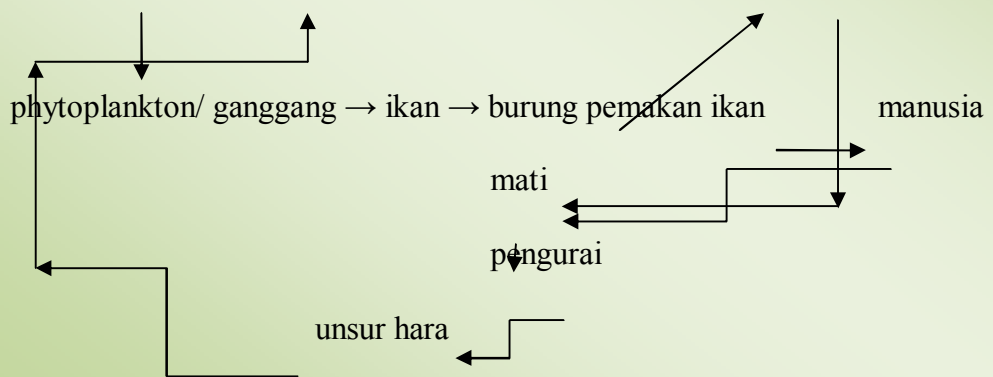 phytoplankton/ ganggang → ikan → burung pemakan ikan manusia
mati
pengurai
unsur hara